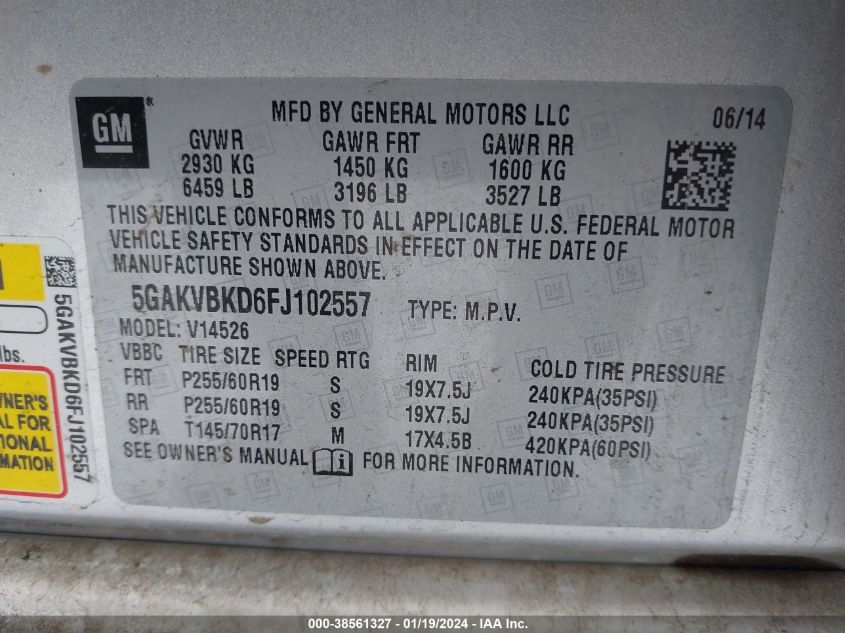 GM ®
MFD BY GENERAL MOTORS LLC 06/14
GVWR GAWR FRT GAWR RR
2930 KG 1450 KG 1600 KG
6459 LB 3196 LB 3527 LB
THIS VEHICLE CONFORMS TO ALL APPLICABLE U.S. FEDERAL MOTOR
VEHICLE SAFETY STANDARDS IN EFFECT ON THE DATE OF
MANUFACTURE SHOWN ABOVE.
5GAKVBKD6FJ102557 TYPE: M.P.V.
MODEL: V14526
VBBC TIRE SIZE SPEED RTG RIM COLD TIRE PRESSURE
FRT P255/60R19 S 19X7.5J 240KPA(35PSI)
RR P255/60R19 S 19X7.5J 240KPA(35PSI)
SPA T145/70R17 M 17X4.5B 420KPA(60PSI)
SEE OWNER'S MANUAL FOR MORE INFORMATION.
5GAKVBKD6FJ102557
lbs.
WNER'S
AL FOR
TIONAL
MATION
000-38561327 - 01/19/2024 - IAA Inc.